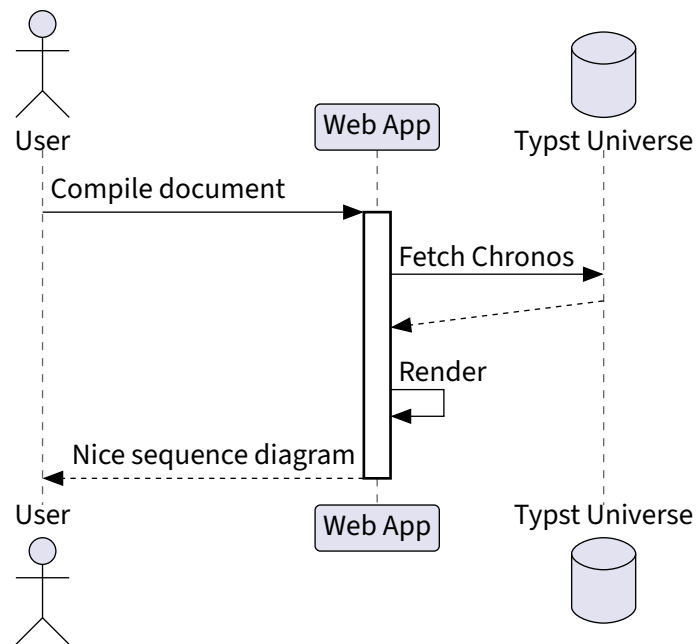 Web App
User
Typst Universe
Compile document
Fetch Chronos
Render
Nice sequence diagram
User
Web App
Typst Universe